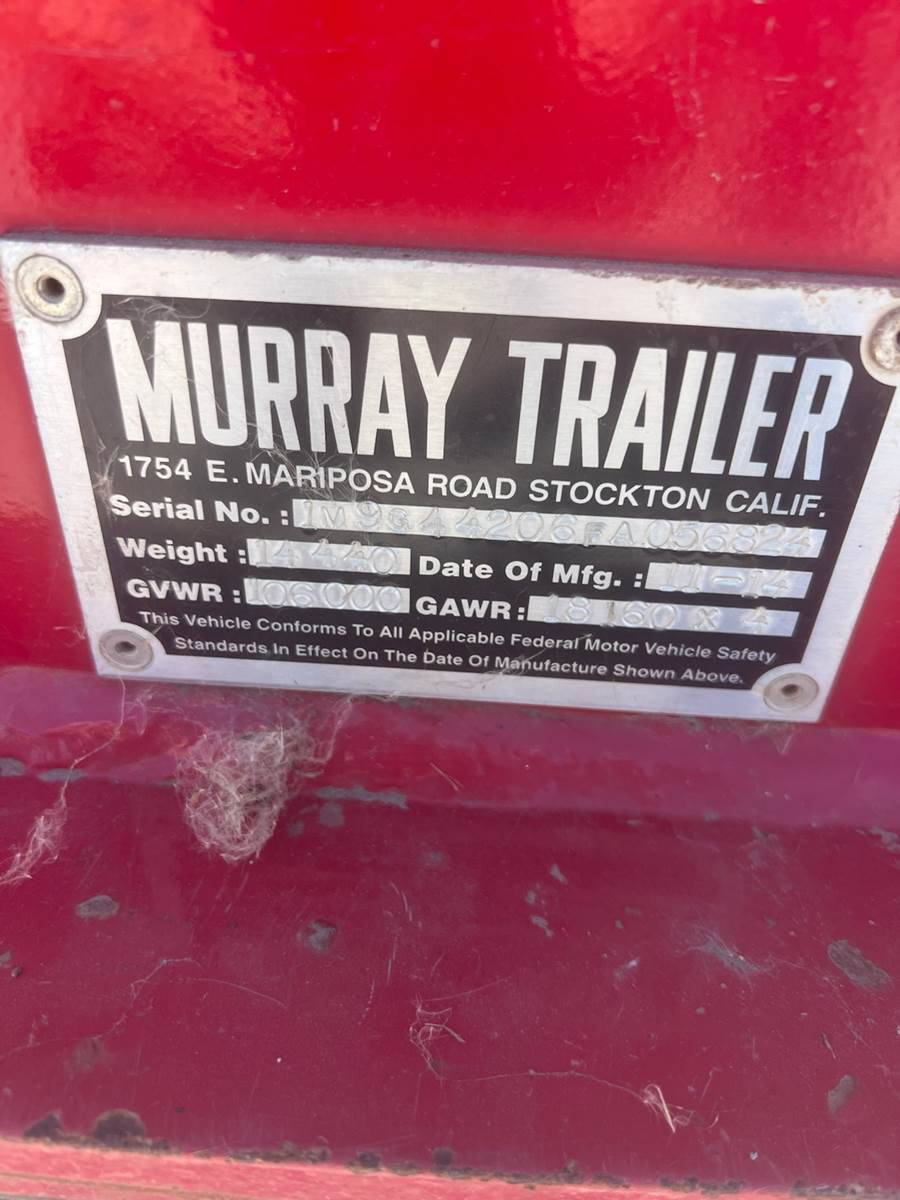 MURRAY TRAILER
1754 E. MARIPOSA ROAD STOCKTON CALIF.
Serial No. : 1M9G44206FA056824
Weight : 14440 Date Of Mfg. : 11-14
GVWR : 106000 GAWR : 18160 X 4
This Vehicle Conforms To All Applicable Federal Motor Vehicle Safety
Standards In Effect On The Date Of Manufacture Shown Above.